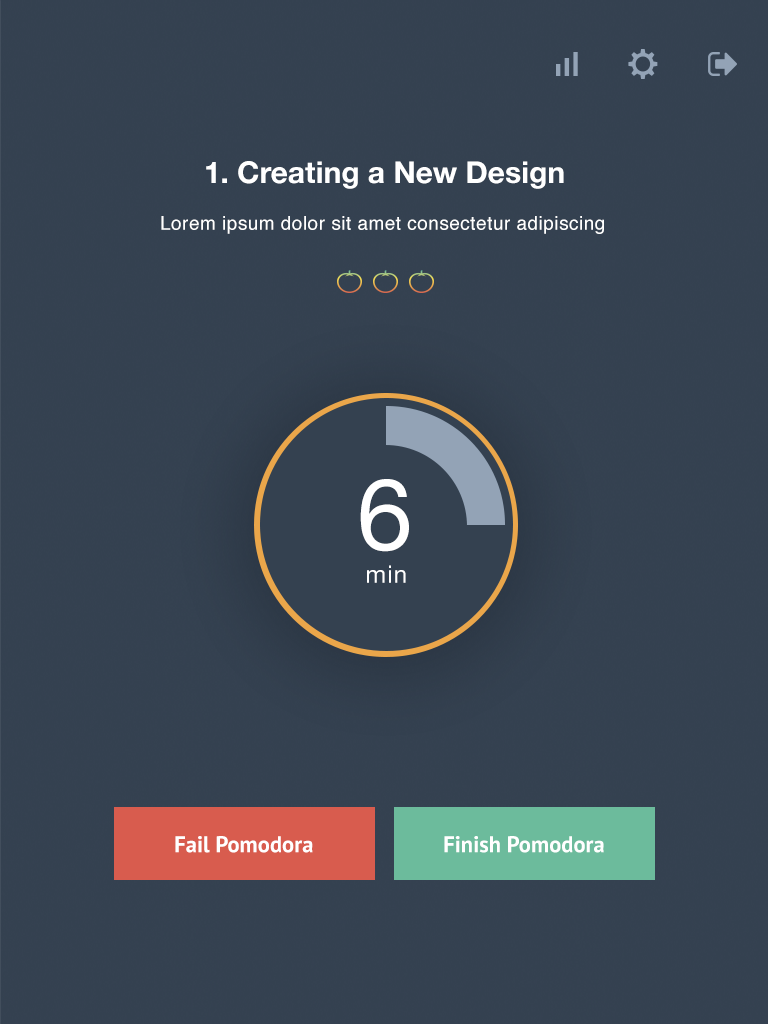 1. Creating a New Design
Lorem ipsum dolor sit amet consectetur adipiscing
6
min
Fail Pomodora
Finish Pomodora